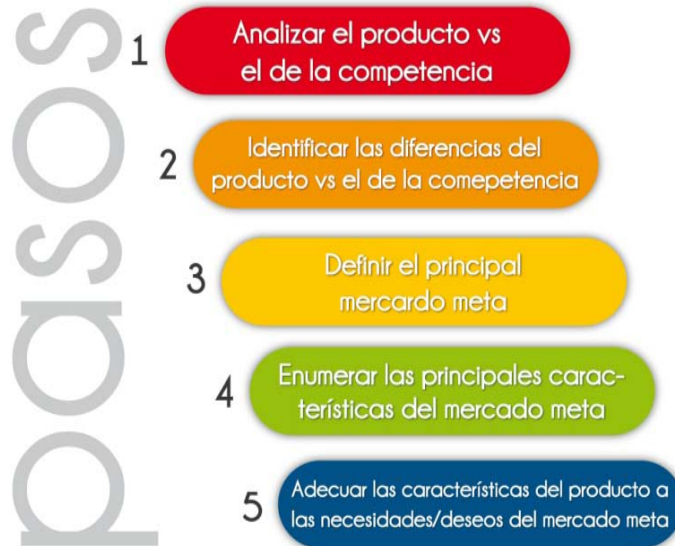 pasos
1
Analizar el producto vs
el de la competencia
2
Identificar las diferencias del
producto vs el de la comepetencia
3
Definir el principal
mercardo meta
4
Enumerar las principales carac-
terísticas del mercado meta
5
Adecuar las características del producto a
las necesidades/deseos del mercado meta